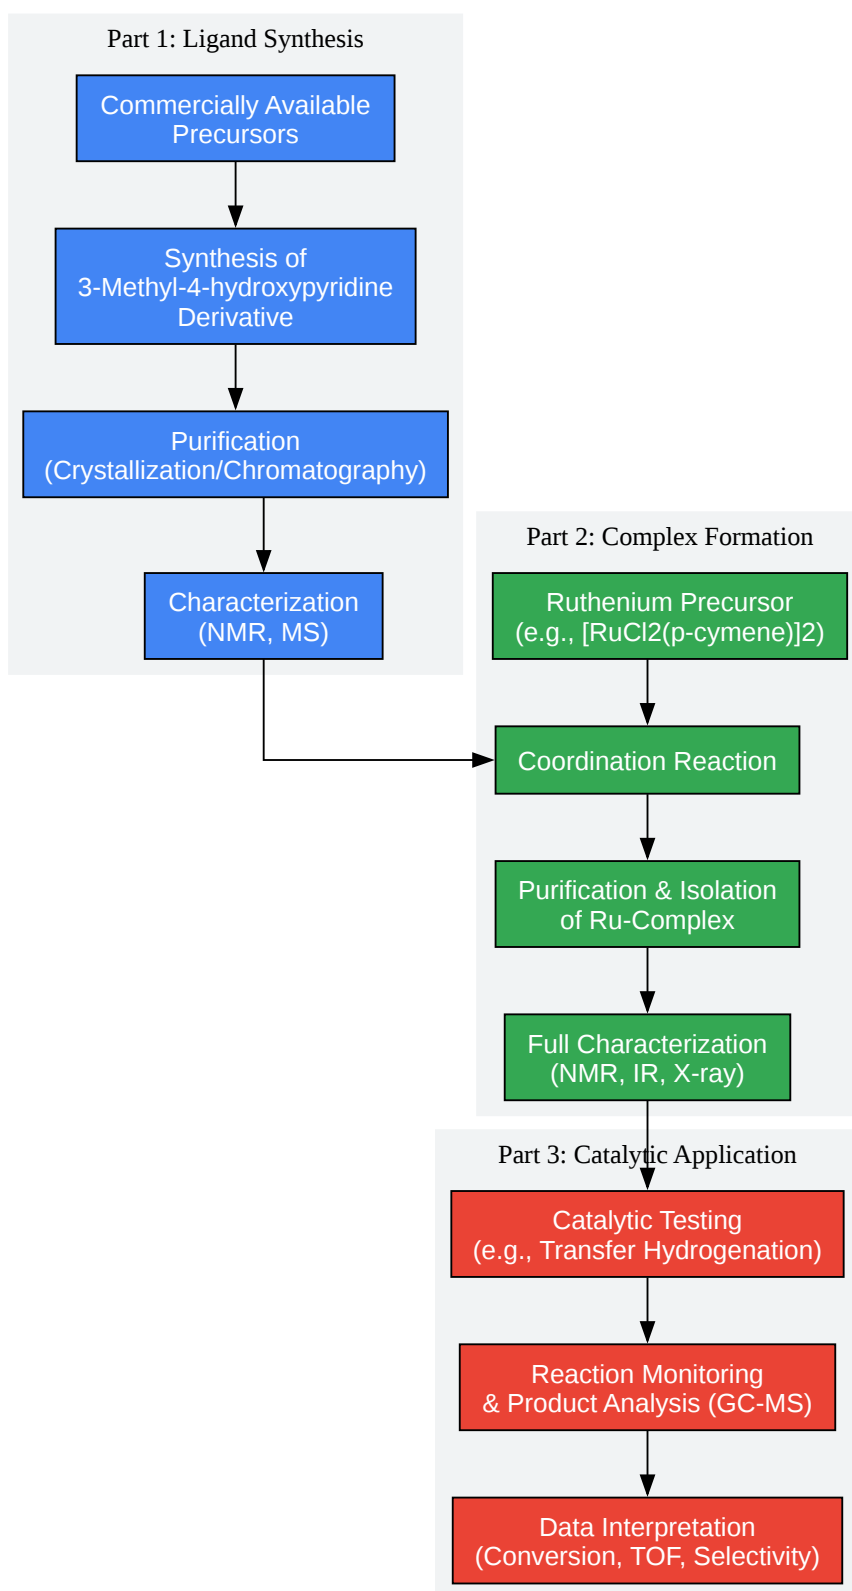 Part 1: Ligand Synthesis
Commercially Available
Precursors
Synthesis of
3-Methyl-4-hydroxypyridine
Derivative
Purification
(Crystallization/Chromatography)
Characterization
(NMR, MS)
Part 2: Complex Formation
Ruthenium Precursor
(e.g., [RuCl2(p-cymene)]2)
Coordination Reaction
Purification & Isolation
of Ru-Complex
Full Characterization
(NMR, IR, X-ray)
Part 3: Catalytic Application
Catalytic Testing
(e.g., Transfer Hydrogenation)
Reaction Monitoring
& Product Analysis (GC-MS)
Data Interpretation
(Conversion, TOF, Selectivity)